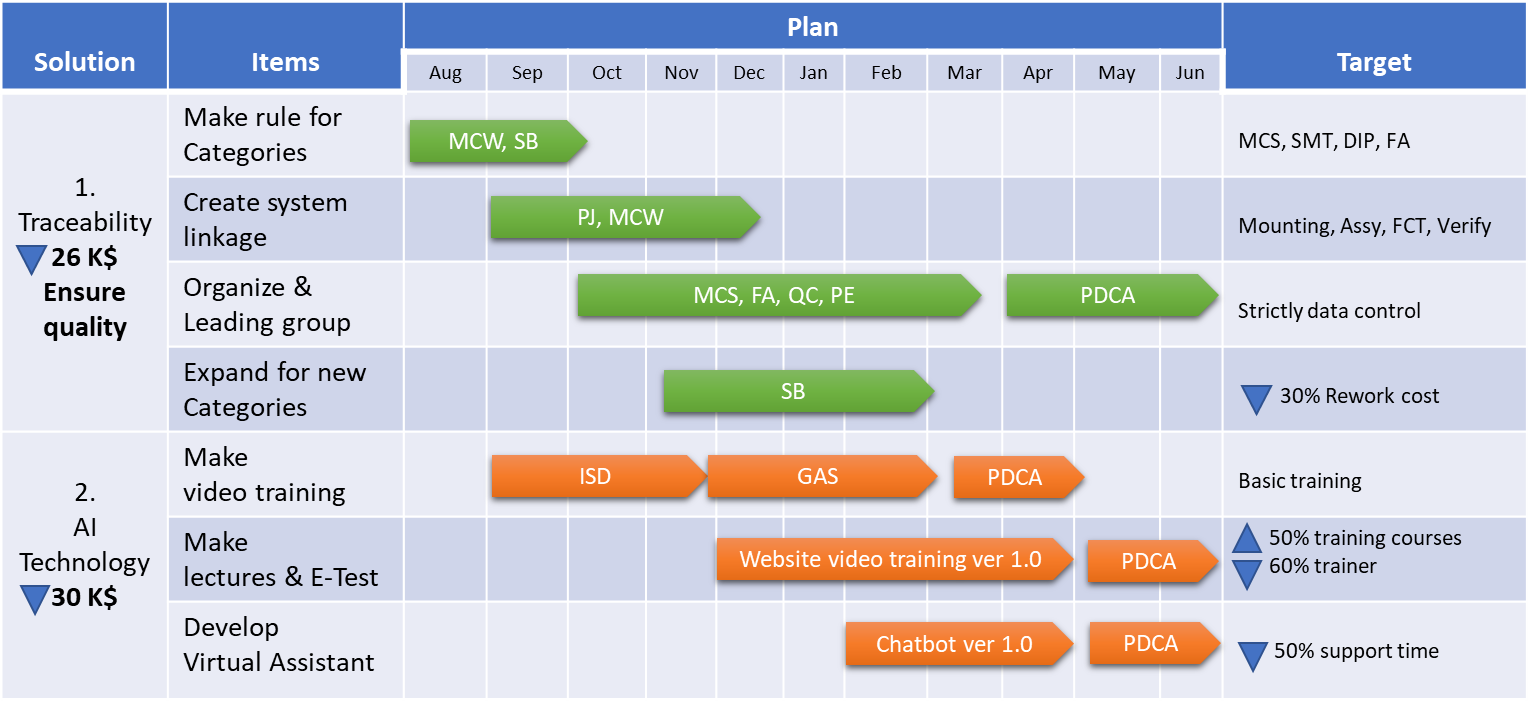 Solution
Items
Plan
Target
Aug
Sep
Oct
Nov
Dec
Jan
Feb
Mar
Apr
May
Jun
1.
Traceability
26 K$
Ensure
quality
Make rule for
Categories
MCW, SB
MCS, SMT, DIP, FA
Create system
linkage
PJ, MCW
Mounting, Assy, FCT, Verify
Organize &
Leading group
MCS, FA, QC, PE
PDCA
Strictly data control
Expand for new
Categories
SB
30% Rework cost
2.
AI
Technology
30 K$
Make
video training
ISD
GAS
PDCA
Basic training
Make
lectures & E-Test
Website video training ver 1.0
PDCA
50% training courses
60% trainer
Develop
Virtual Assistant
Chatbot ver 1.0
PDCA
50% support time